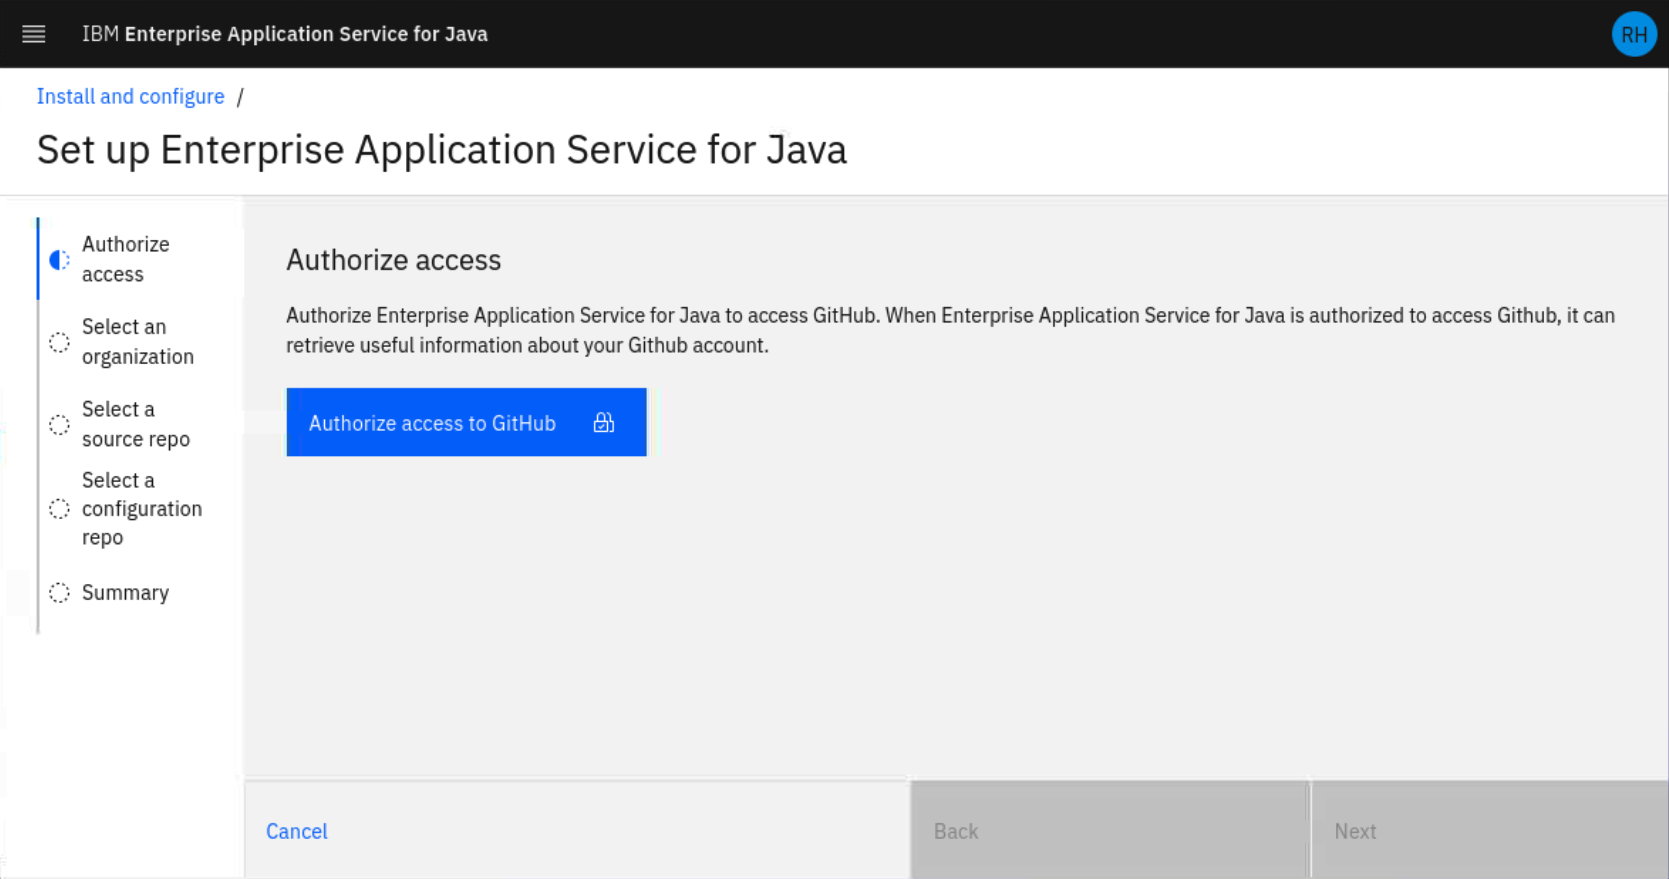 IBM Enterprise Application Service for Java
RH
Install and configure /
Set up Enterprise Application Service for Java
Authorize
access
Select an
organization
Select a
source repo
Select a
configuration
repo
Summary
Authorize access
Authorize Enterprise Application Service for Java to access GitHub. When Enterprise Application Service for Java is authorized to access Github, it can
retrieve useful information about your Github account.
Authorize access to GitHub
Cancel
Back
Next